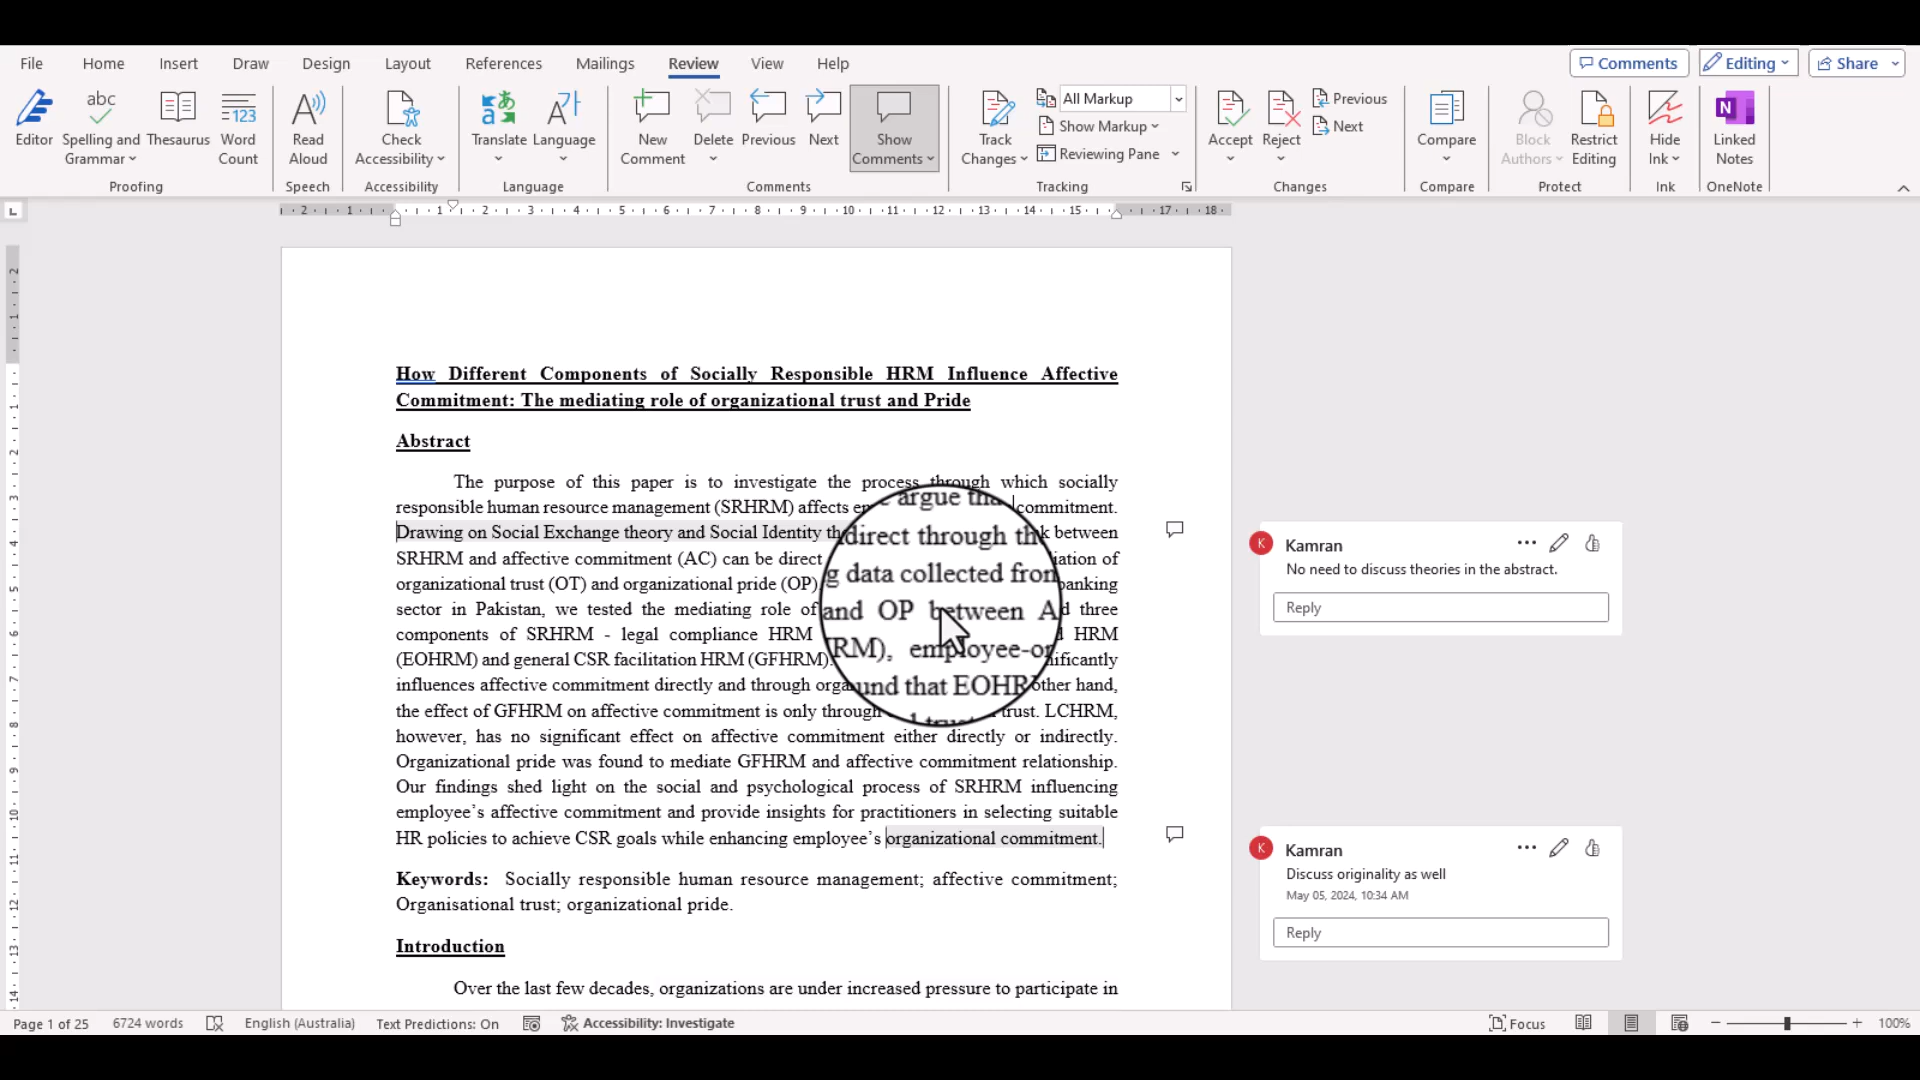 File Home Insert Draw Design Layout References Mailings Review View Help Comments Editing Share
Editor
Spelling and Grammar
Thesaurus
Word Count
Read Aloud
Check Accessibility
Translate
Language
New Comment
Delete
Previous
Next
Show Comments
Track Changes
All Markup
Show Markup
Reviewing Pane
Accept
Reject
Previous
Next
Compare
Block Authors
Restrict Editing
Hide Ink
Linked Notes
Proofing Speech Accessibility Language Comments Tracking Changes Compare Protect Ink OneNote
How Different Components of Socially Responsible HRM Influence Affective
Commitment: The mediating role of organizational trust and Pride
Abstract
The purpose of this paper is to investigate the process through which socially
responsible human resource management (SRHRM) affects commitment.
Drawing on Social Exchange theory and Social Identity between
SRHRM and affective commitment (AC) can be direct
organizational trust (OT) and organizational pride (OP) banking
sector in Pakistan, we tested the mediating role of three
components of SRHRM - legal compliance HRM HRM
(EOHRM) and general CSR facilitation HRM (GFHRM).
influences affective commitment directly and through other hand,
the effect of GFHRM on affective commitment is only through trust. LCHRM,
however, has no significant effect on affective commitment either directly or indirectly.
Organizational pride was found to mediate GFHRM and affective commitment relationship.
Our findings shed light on the social and psychological process of SRHRM influencing
employee's affective commitment and provide insights for practitioners in selecting suitable
HR policies to achieve CSR goals while enhancing employee's organizational commitment.
argue
direct through
data collected from
and OP between
employee-
that
Keywords: Socially responsible human resource management; affective commitment;
Organisational trust; organizational pride.
Introduction
Over the last few decades, organizations are under increased pressure to participate in
K Kamran
No need to discuss theories in the abstract.
Reply
K Kamran
Discuss originality as well
May 05, 2024, 10:34 AM
Reply
Page 1 of 25 6724 words English (Australia) Text Predictions: On Accessibility: Investigate Focus 100%